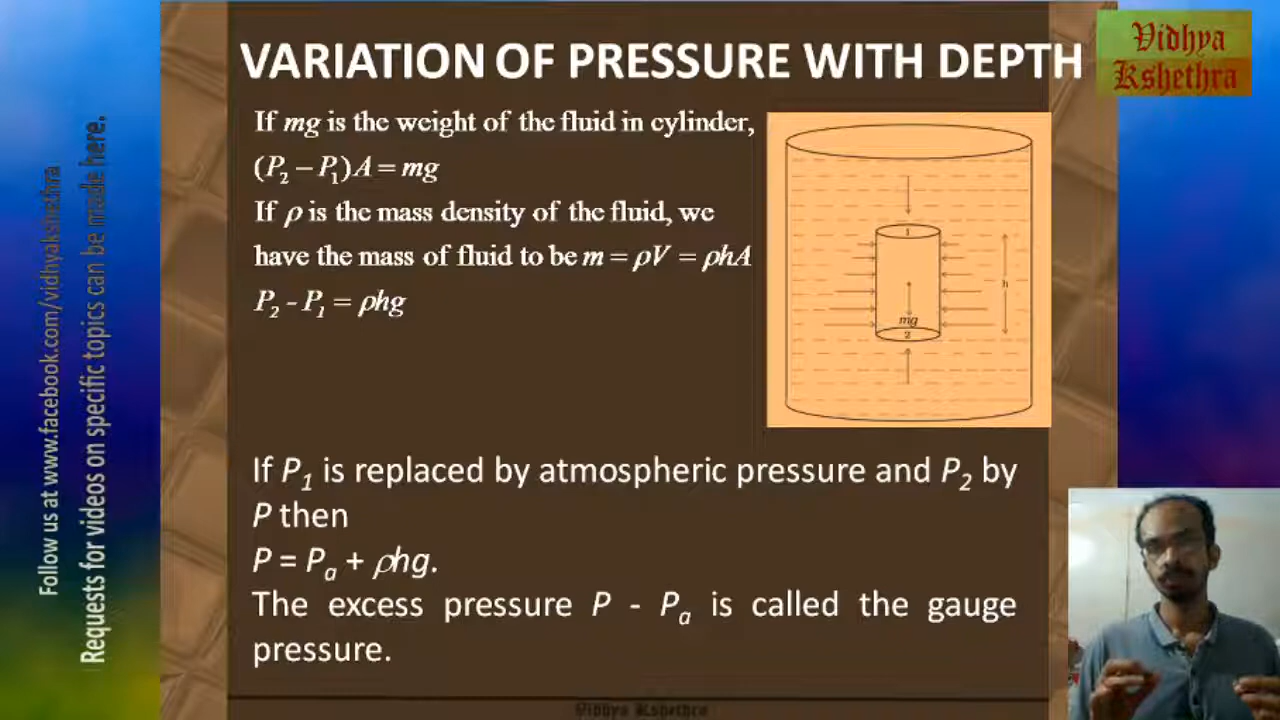 VARIATION OF PRESSURE WITH DEPTH
Vidhya
Kshethra
If mg is the weight of the fluid in cylinder,
(P₂ − P₁)A = mg
If ρ is the mass density of the fluid, we
have the mass of fluid to be m = ρV = ρhA
P₂ - P₁ = ρhg
1
h
mg
2
If P₁ is replaced by atmospheric pressure and P₂ by
P then
P = Pₐ + ρhg.
The excess pressure P - Pₐ is called the gauge
pressure.
Vidhya Kshethra
Follow us at www.facebook.com/vidhyakshethra
Requests for videos on specific topics can be made here.